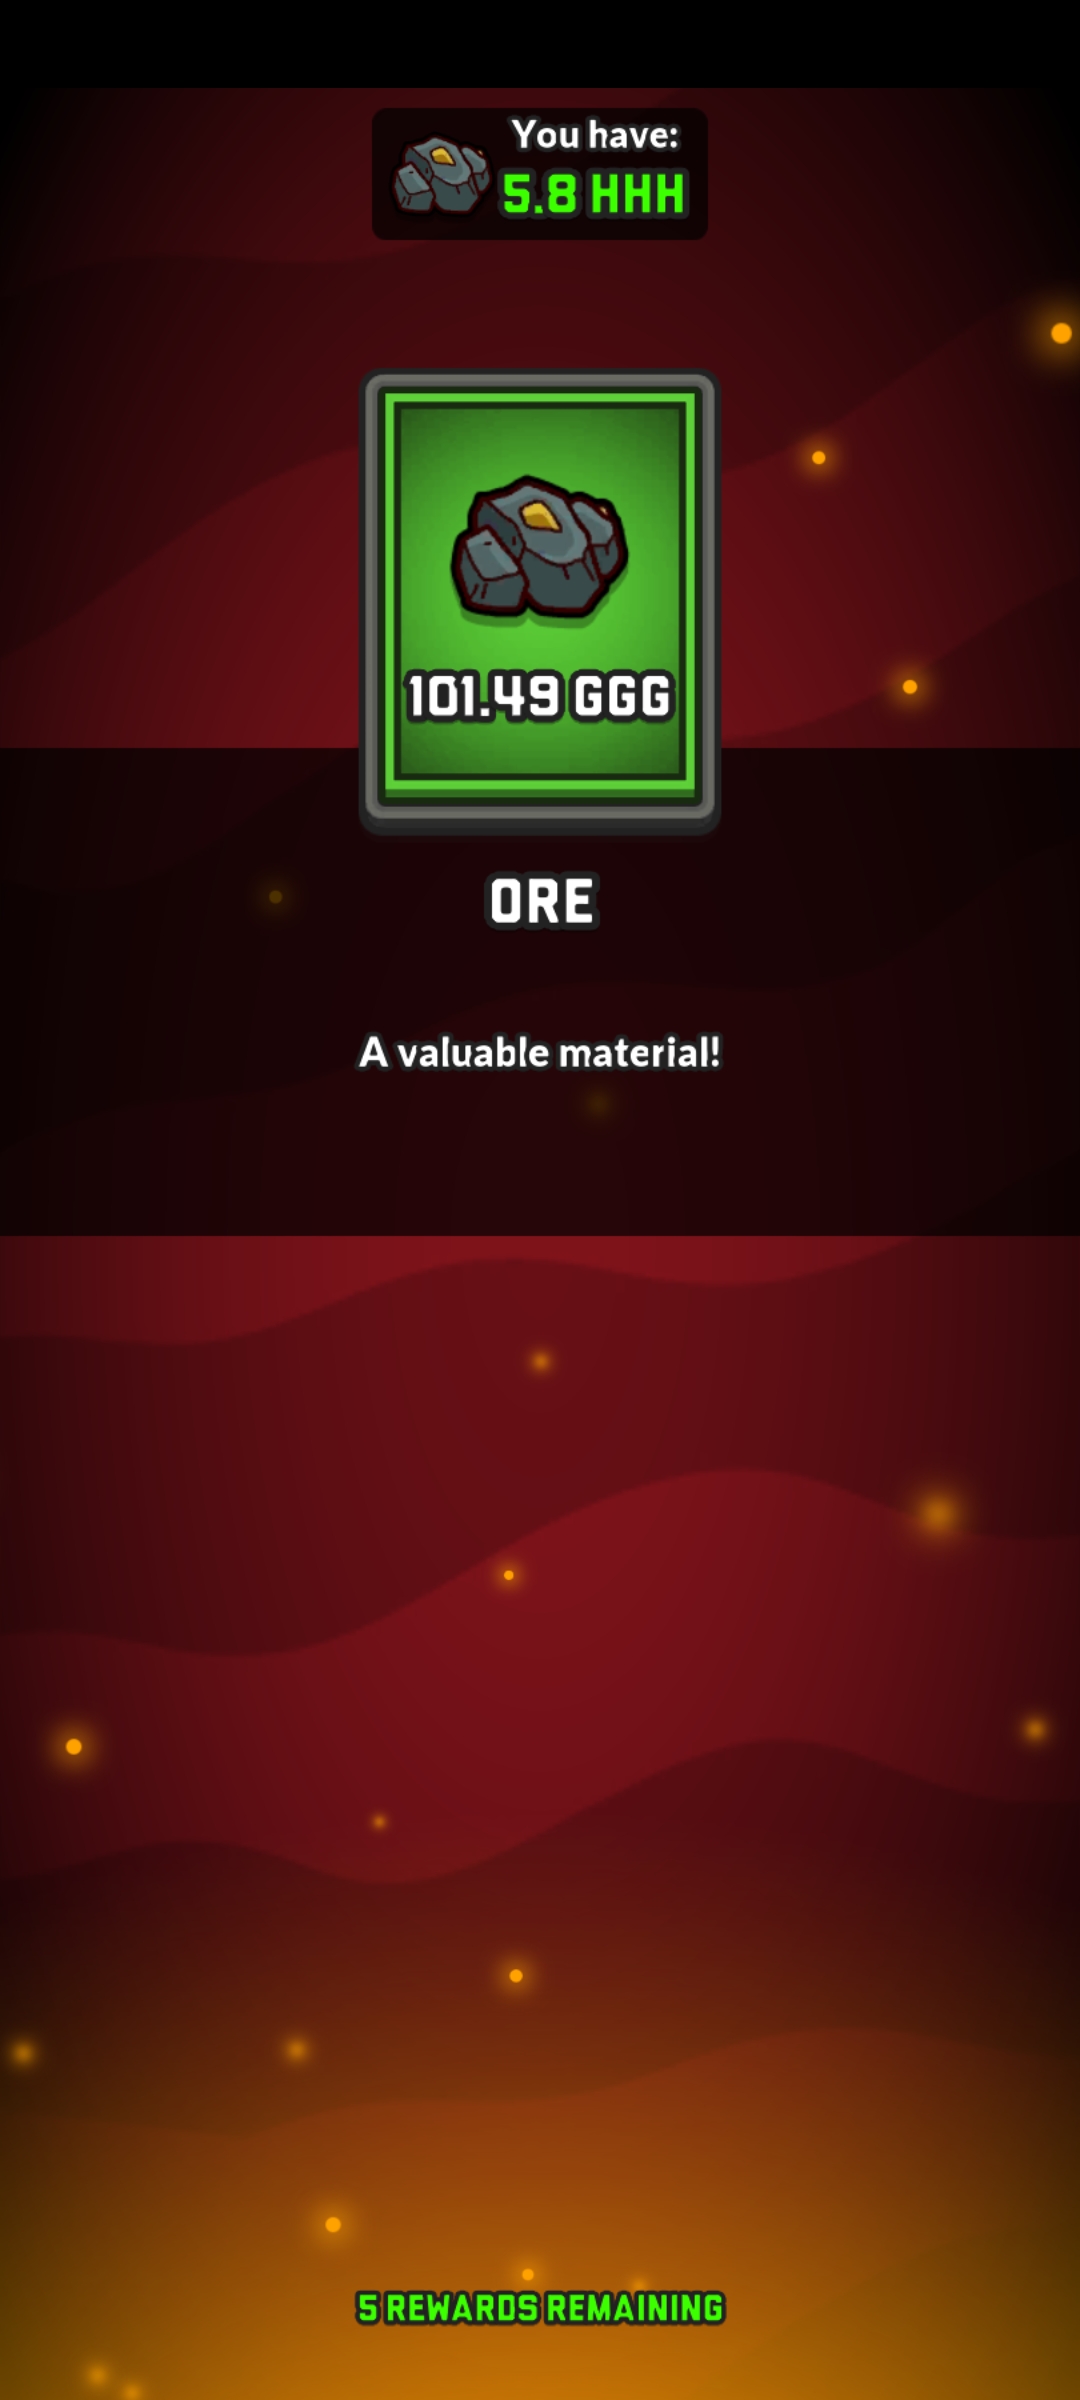 You have:
5.8 HHH
101.49 GGG
ORE
A valuable material!
5 REWARDS REMAINING